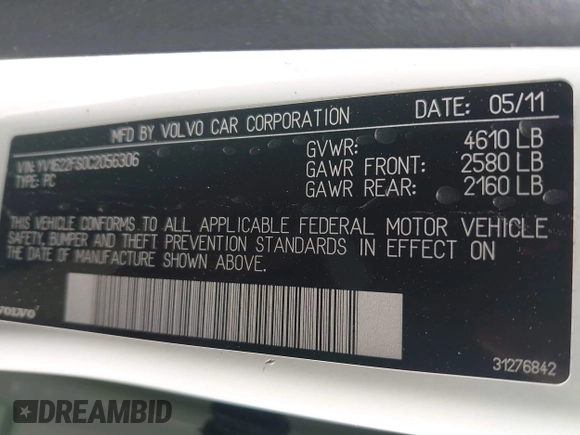 MFD BY VOLVO CAR CORPORATION DATE: 05/11
VIN: YV1622FS0C2056306 GVWR: 4610 LB
TYPE: PC GAWR FRONT: 2580 LB
GAWR REAR: 2160 LB
THIS VEHICLE CONFORMS TO ALL APPLICABLE FEDERAL MOTOR VEHICLE
SAFETY, BUMPER AND THEFT PREVENTION STANDARDS IN EFFECT ON
THE DATE OF MANUFACTURE SHOWN ABOVE.
VOLVO
31276842
DREAMBID